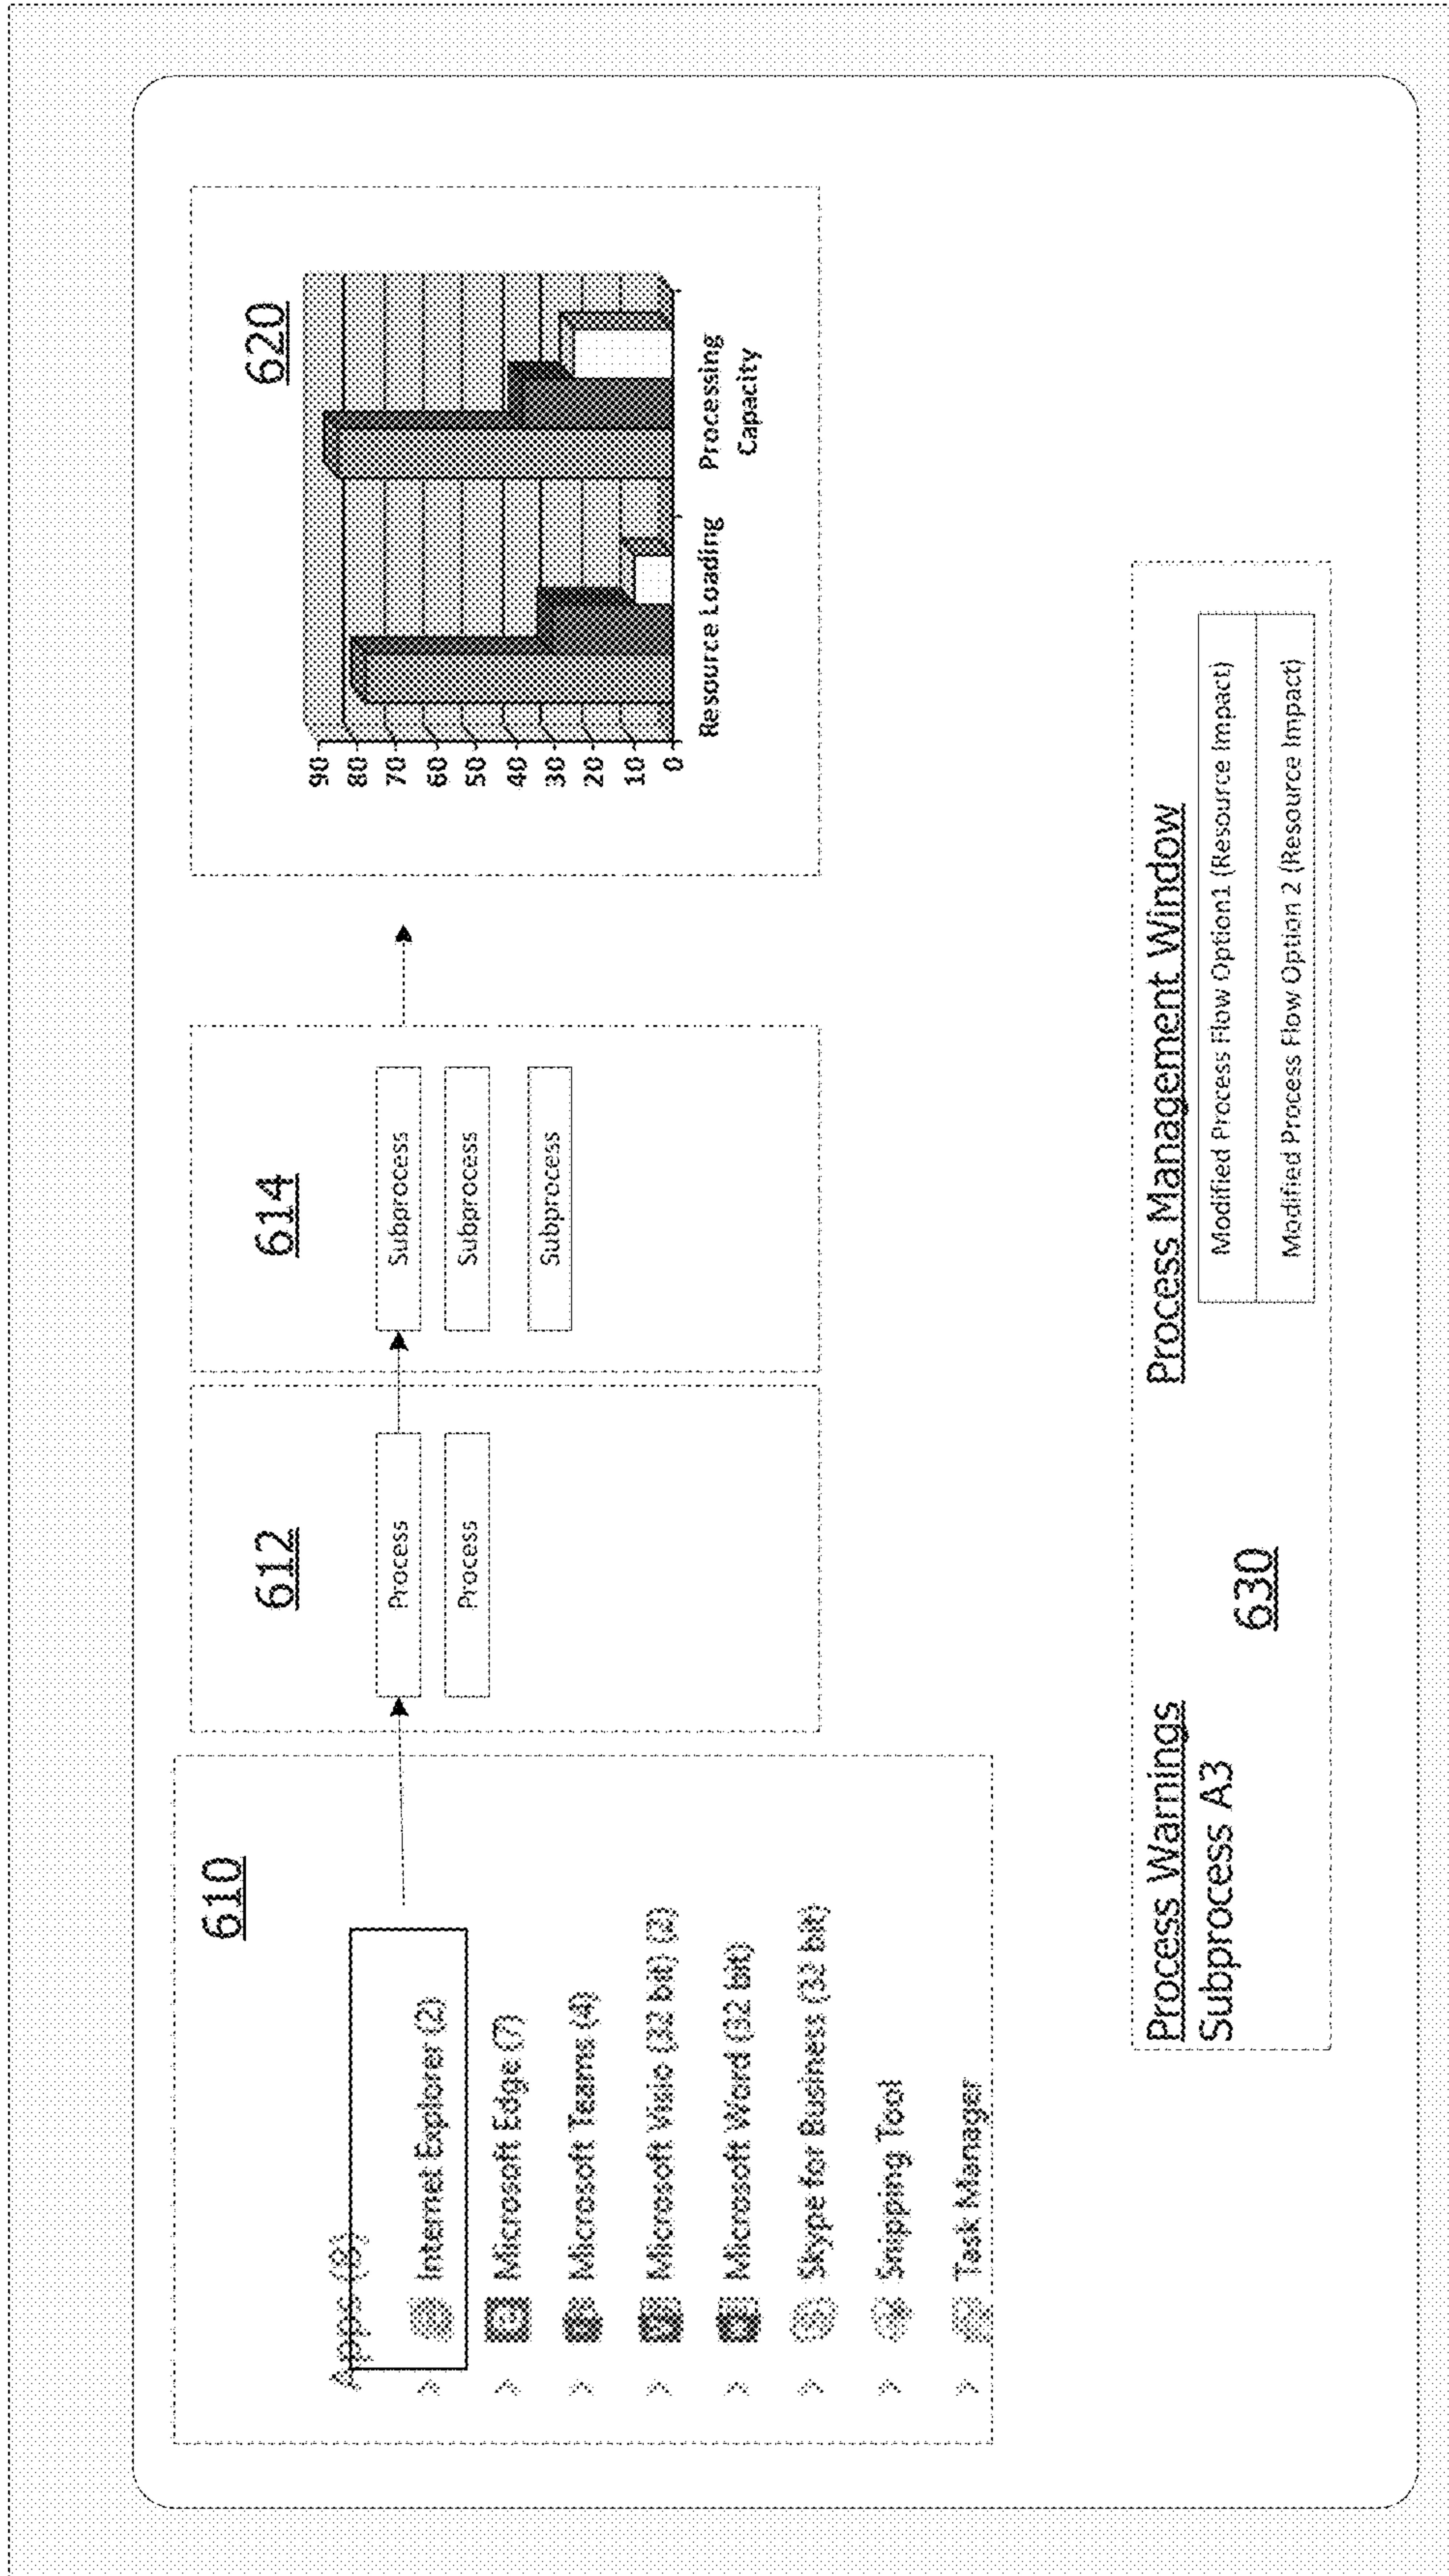 610
Apps (8)
> Internet Explorer (2)
> Microsoft Edge (7)
> Microsoft Teams (4)
> Microsoft Visio (32 bit) (2)
> Microsoft Word (32 bit)
> Skype for Business (32 bit)
> Snipping Tool
> Task Manager
612
Process
Process
614
Subprocess
Subprocess
Subprocess
620
90
80
70
60
50
40
30
20
10
0
Resource Loading
Processing
Capacity
Process Warnings
Subprocess A3
630
Process Management Window
Modified Process Flow Option1 (Resource Impact)
Modified Process Flow Option 2 (Resource Impact)